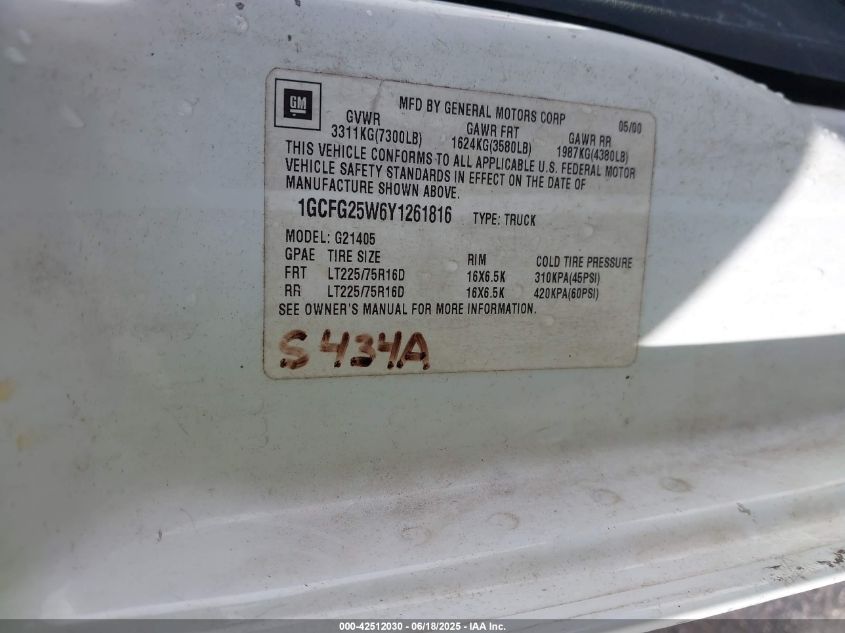 GM
MFD BY GENERAL MOTORS CORP 05/00
GVWR GAWR FRT GAWR RR
3311KG(7300LB) 1624KG(3580LB) 1987KG(4380LB)
THIS VEHICLE CONFORMS TO ALL APPLICABLE U.S. FEDERAL MOTOR
VEHICLE SAFETY STANDARDS IN EFFECT ON THE DATE OF
MANUFACTURE SHOWN ABOVE.
1GCFG25W6Y1261816 TYPE: TRUCK
MODEL: G21405
GPAE TIRE SIZE RIM COLD TIRE PRESSURE
FRT LT225/75R16D 16X6.5K 310KPA(45PSI)
RR LT225/75R16D 16X6.5K 420KPA(60PSI)
SEE OWNER'S MANUAL FOR MORE INFORMATION.
S434A
000-42512030 - 06/18/2025 - IAA Inc.